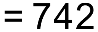 = 742